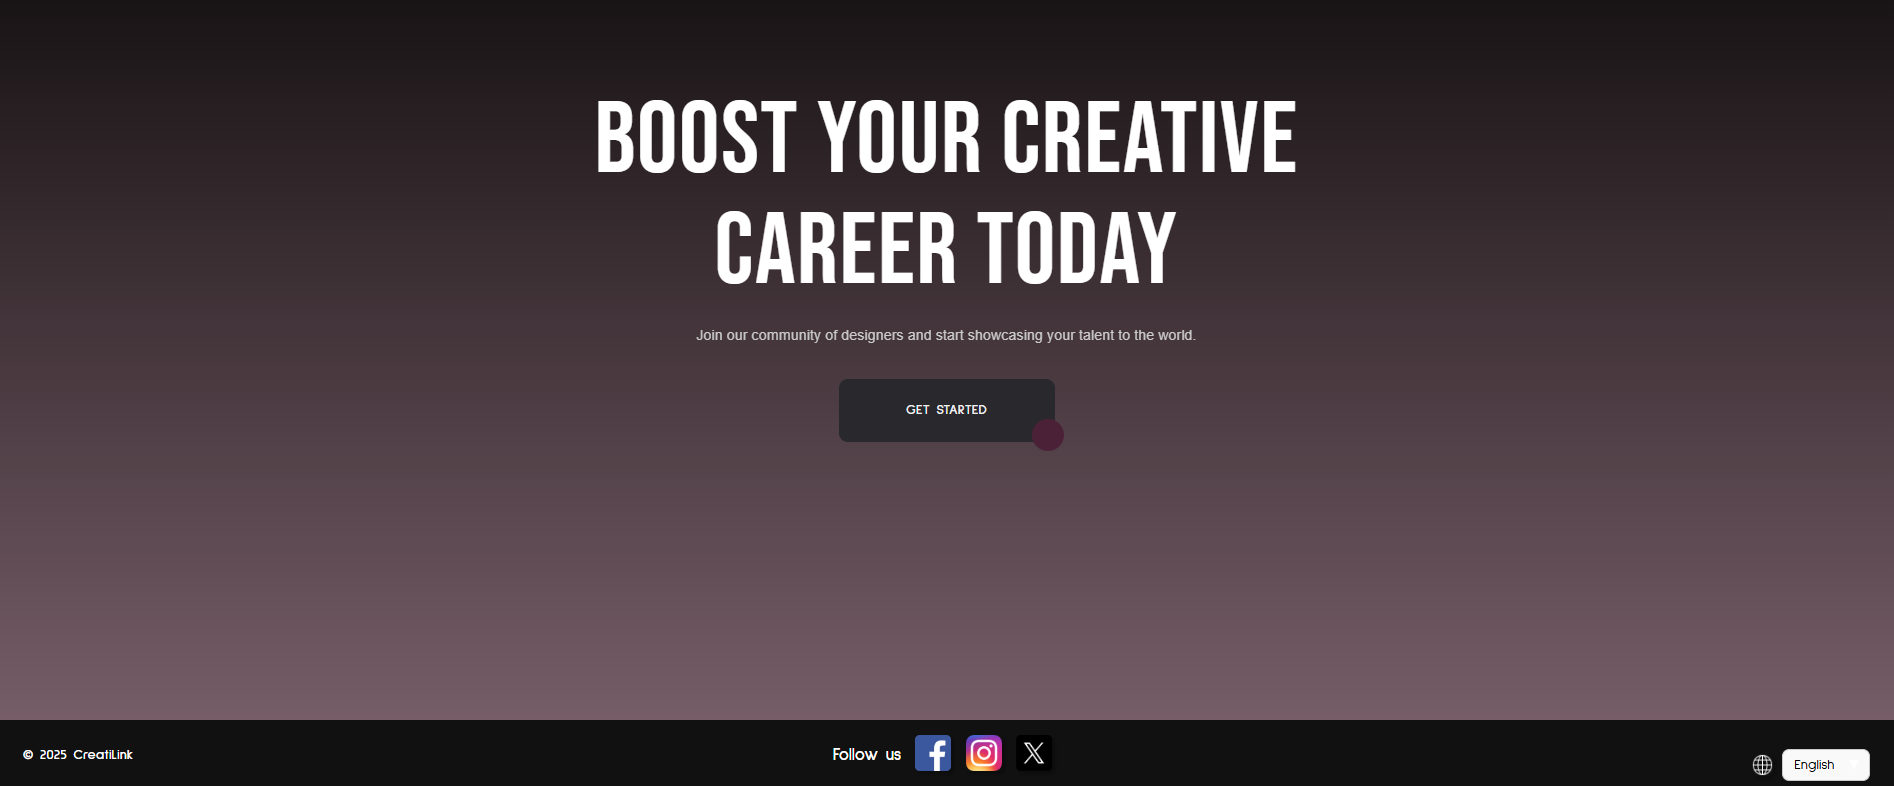 BOOST YOUR CREATIVE
CAREER TODAY
Join our community of designers and start showcasing your talent to the world.
GET STARTED
© 2025 CreatiLink
Follow us
English